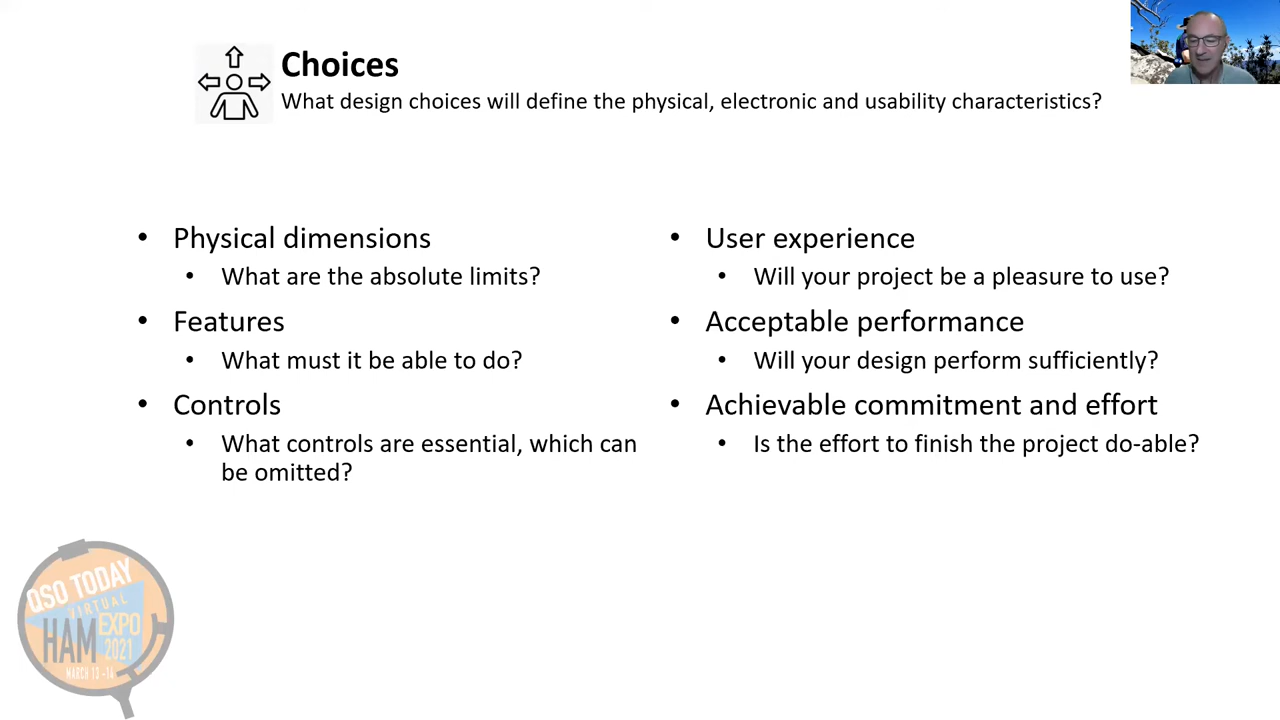 Choices
What design choices will define the physical, electronic and usability characteristics?
• Physical dimensions
• What are the absolute limits?
• Features
• What must it be able to do?
• Controls
• What controls are essential, which can
be omitted?
• User experience
• Will your project be a pleasure to use?
• Acceptable performance
• Will your design perform sufficiently?
• Achievable commitment and effort
• Is the effort to finish the project do-able?
QSO TODAY
VIRTUAL
HAM EXPO
2021
MARCH 13-14